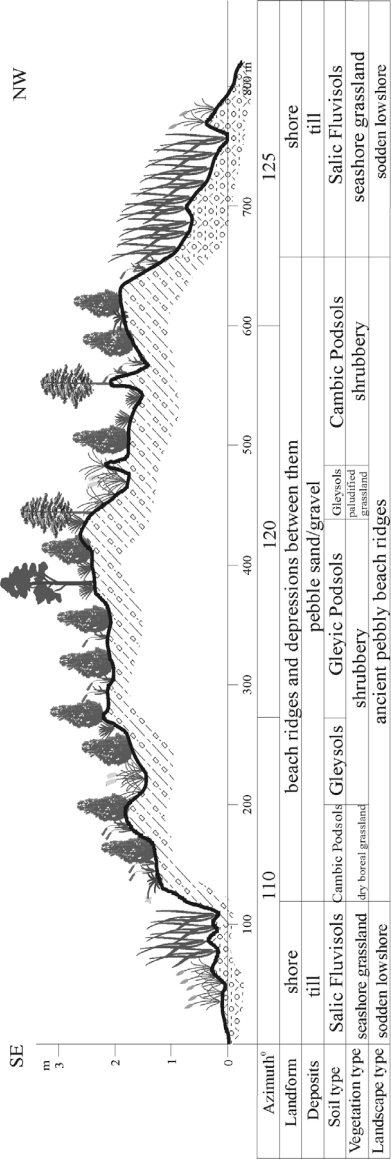 SE NW
m
3
2
1
0
100 200 300 400 500 600 700 800 m
Azimuth⁰ 110 120 125
Landform shore beach ridges and depressions between them shore
Deposits till pebble sand/gravel till
Soil type Salic Fluvisols Cambic Podsols Gleysols Gleyic Podsols Gleysols Cambic Podsols Salic Fluvisols
Vegetation type seashore grassland dry boreal grassland shrubbery paludified grassland shrubbery seashore grassland
Landscape type sodden lowshore ancient pebbly beach ridges sodden lowshore